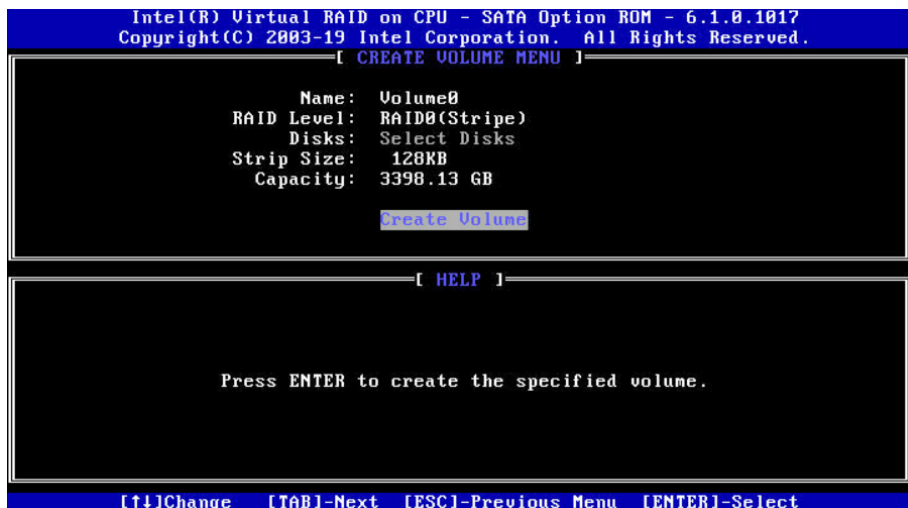 Intel(R) Virtual RAID on CPU - SATA Option ROM - 6.1.0.1017
Copyright(C) 2003-19 Intel Corporation.  All Rights Reserved.
[ CREATE VOLUME MENU ]
Name: Volume0
RAID Level: RAID0(Stripe)
Disks: Select Disks
Strip Size: 128KB
Capacity: 3398.13 GB
Create Volume
[ HELP ]
Press ENTER to create the specified volume.
[↑↓]Change [TAB]-Next [ESC]-Previous Menu [ENTER]-Select